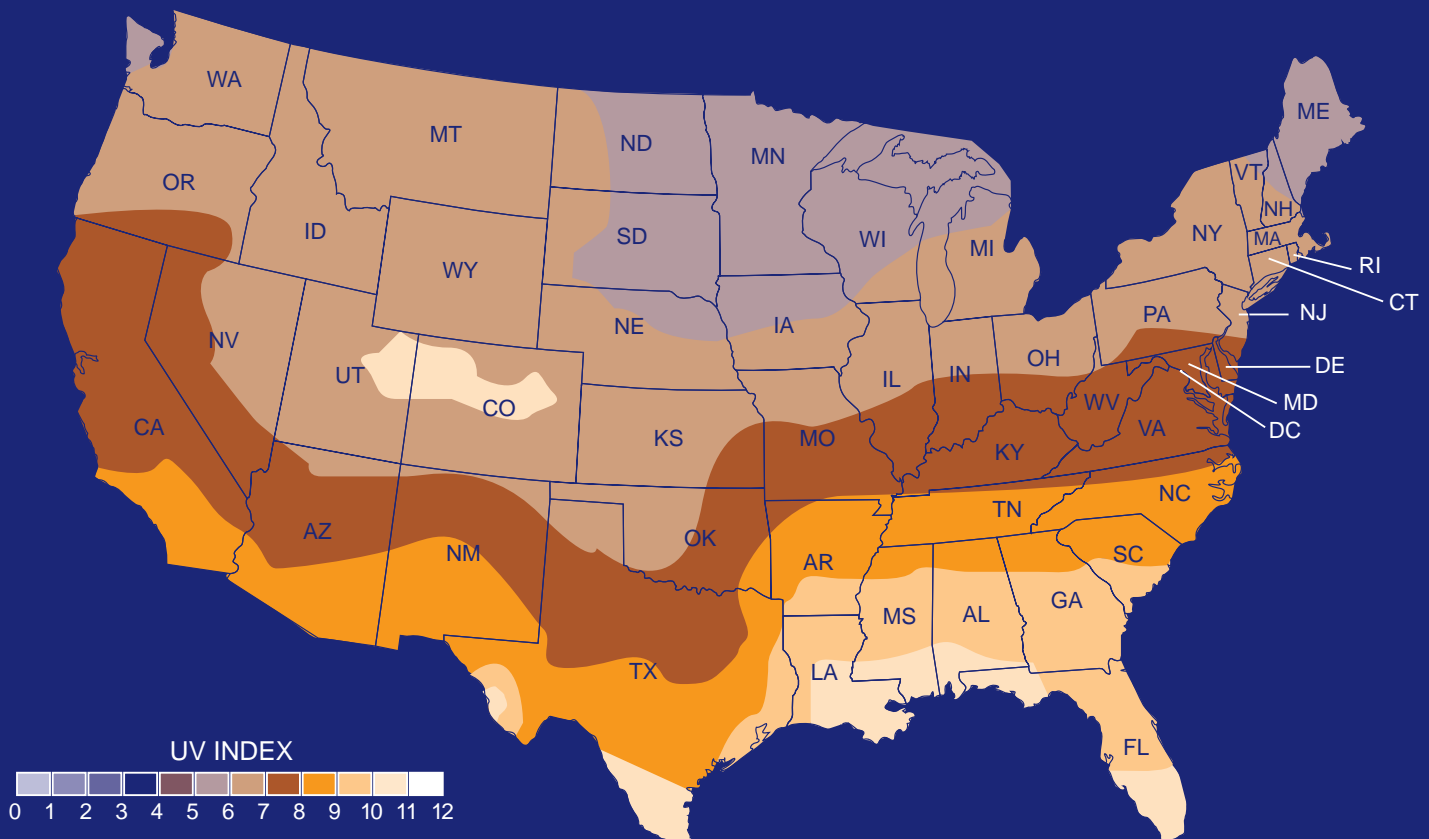 WA
MT
ND
MN
ME
OR
ID
WY
SD
WI
MI
VT
NH
NY
MA
RI
CT
NV
UT
CO
NE
IA
IL
IN
OH
PA
NJ
DE
MD
DC
CA
AZ
NM
KS
MO
KY
WV
VA
OK
AR
TN
NC
SC
TX
LA
MS
AL
GA
FL
UV INDEX
0 1 2 3 4 5 6 7 8 9 10 11 12